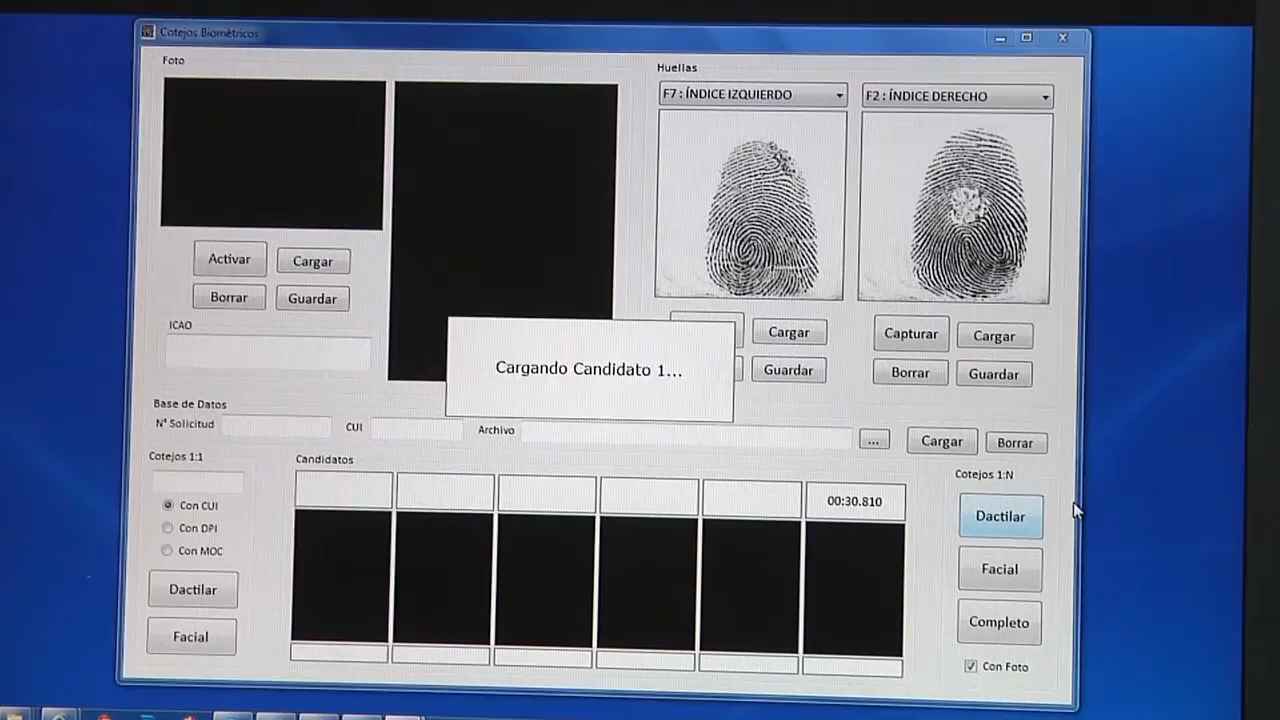 Cotejos Biométricos
Foto
Huellas
F7 : ÍNDICE IZQUIERDO
F2 : ÍNDICE DERECHO
Activar
Cargar
Borrar
Guardar
ICAO
Cargar
Guardar
Capturar
Cargar
Borrar
Guardar
Cargando Candidato 1...
Base de Datos
N° Solicitud
CUI
Archivo
...
Cargar
Borrar
Cotejos 1:1
Con CUI
Con DPI
Con MOC
Dactilar
Facial
Candidatos
00:30.810
Cotejos 1:N
Dactilar
Facial
Completo
Con Foto